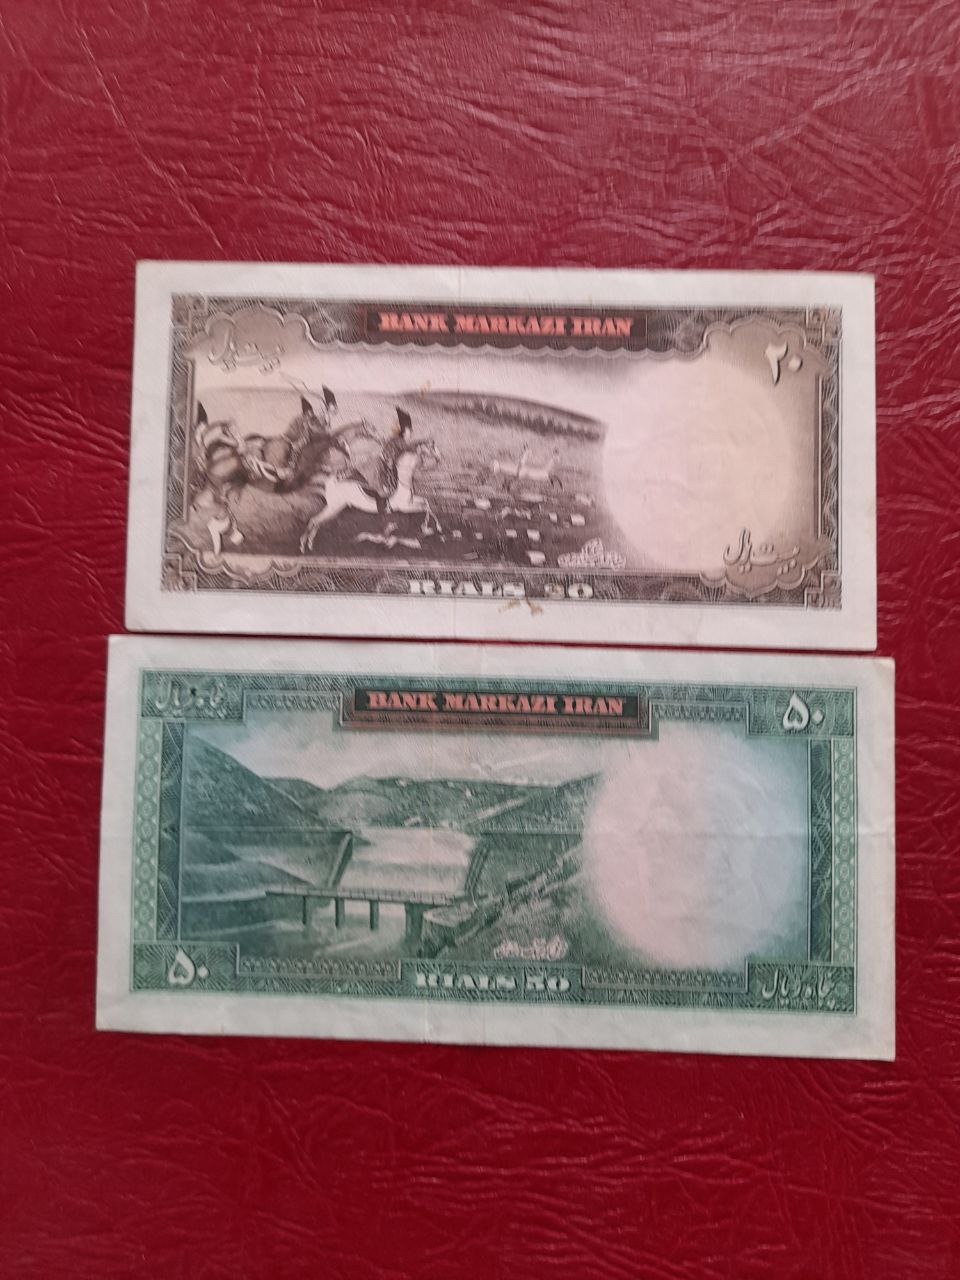 BANK MARKAZI IRAN
بیست ریال
۲۰
۲۰
بیست ریال
RIALS 20
BANK MARKAZI IRAN
پنجاه ریال
۵۰
۵۰
RIALS 50
پنجاه ریال